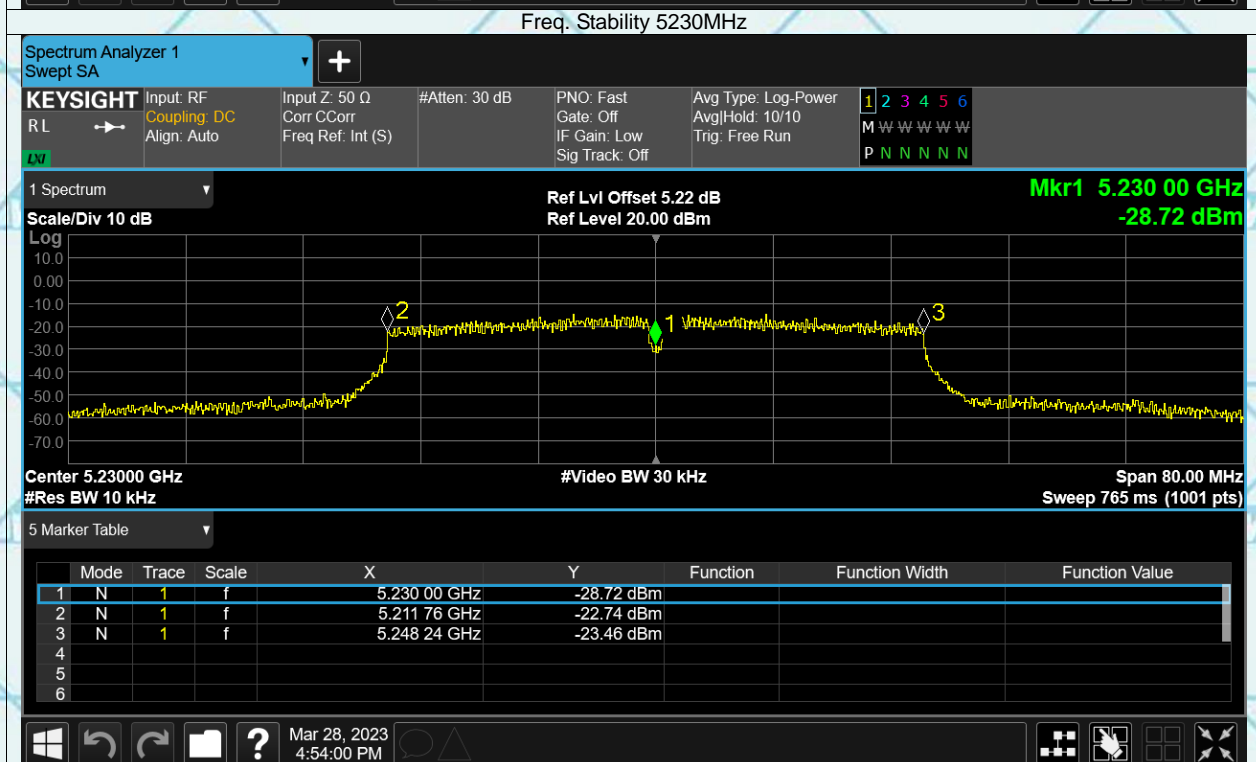 Freq. Stability 5230MHz
Spectrum Analyzer 1
Swept SA
KEYSIGHT
R L
LXI
Input: RF
Coupling: DC
Align: Auto
Input Z: 50 Ω
Corr CCorr
Freq Ref: Int (S)
#Atten: 30 dB
PNO: Fast
Gate: Off
IF Gain: Low
Sig Track: Off
Avg Type: Log-Power
Avg|Hold: 10/10
Trig: Free Run
1 2 3 4 5 6
M W W W W W
P N N N N N
1 Spectrum
Scale/Div 10 dB
Ref Lvl Offset 5.22 dB
Ref Level 20.00 dBm
Mkr1 5.230 00 GHz
-28.72 dBm
Log
10.0
0.00
-10.0
-20.0
-30.0
-40.0
-50.0
-60.0
-70.0
2
1
3
Center 5.23000 GHz
#Video BW 30 kHz
Span 80.00 MHz
#Res BW 10 kHz
Sweep 765 ms (1001 pts)
5 Marker Table
Mode Trace Scale X Y Function Function Width Function Value
1 N 1 f 5.230 00 GHz -28.72 dBm
2 N 1 f 5.211 76 GHz -22.74 dBm
3 N 1 f 5.248 24 GHz -23.46 dBm
4
5
6
?
Mar 28, 2023
4:54:00 PM